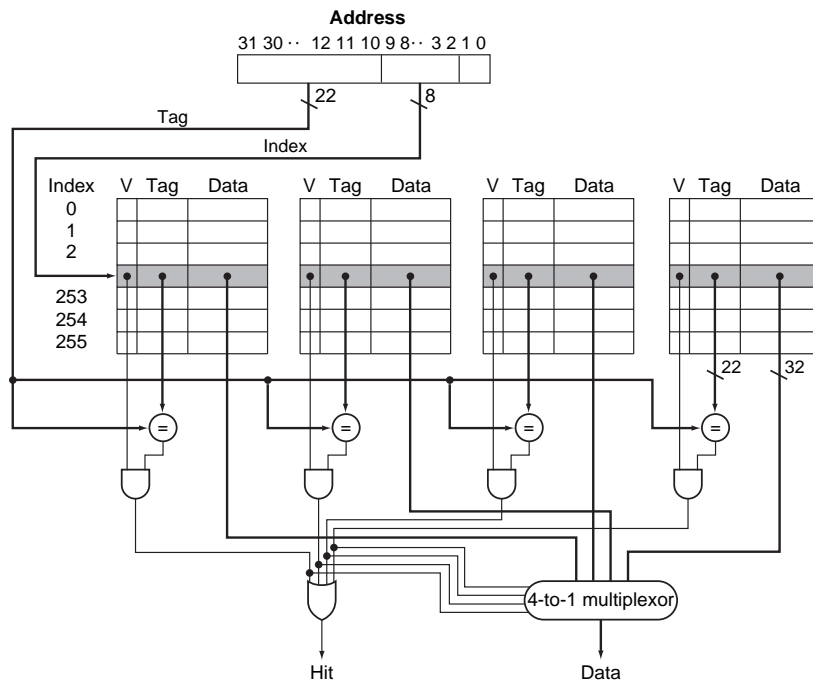 Address
31 30 ·· 12 11 10 9 8 ·· 3 2 1 0
22
8
Tag
Index
Index V Tag Data V Tag Data V Tag Data V Tag Data
0
1
2
253
254
255
22
32
= = = =
4-to-1 multiplexor
Hit
Data